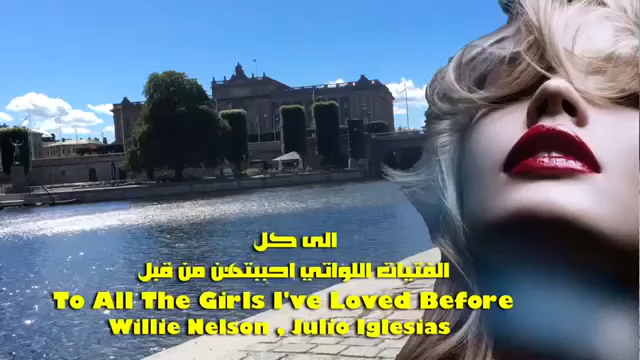 الى كل
الفتيات اللواتي احببتهن من قبل
To All The Girls I've Loved Before
Willie Nelson , Julio Iglesias